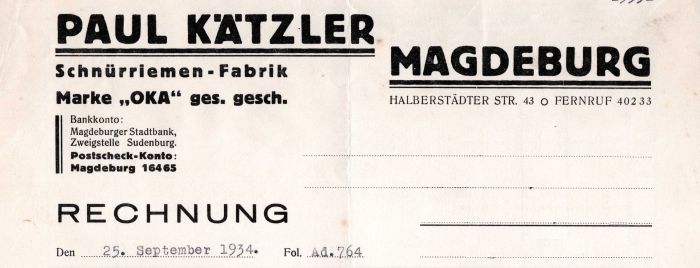 PAUL KÄTZLER
Schnürriemen-Fabrik
Marke „OKA“ ges. gesch.
MAGDEBURG
HALBERSTÄDTER STR. 43 o FERNRUF 40233
Bankkonto:
Magdeburger Stadtbank,
Zweigstelle Sudenburg.
Postscheck-Konto:
Magdeburg 16465
RECHNUNG
Den 25. September 1934. Fol. Ad.764